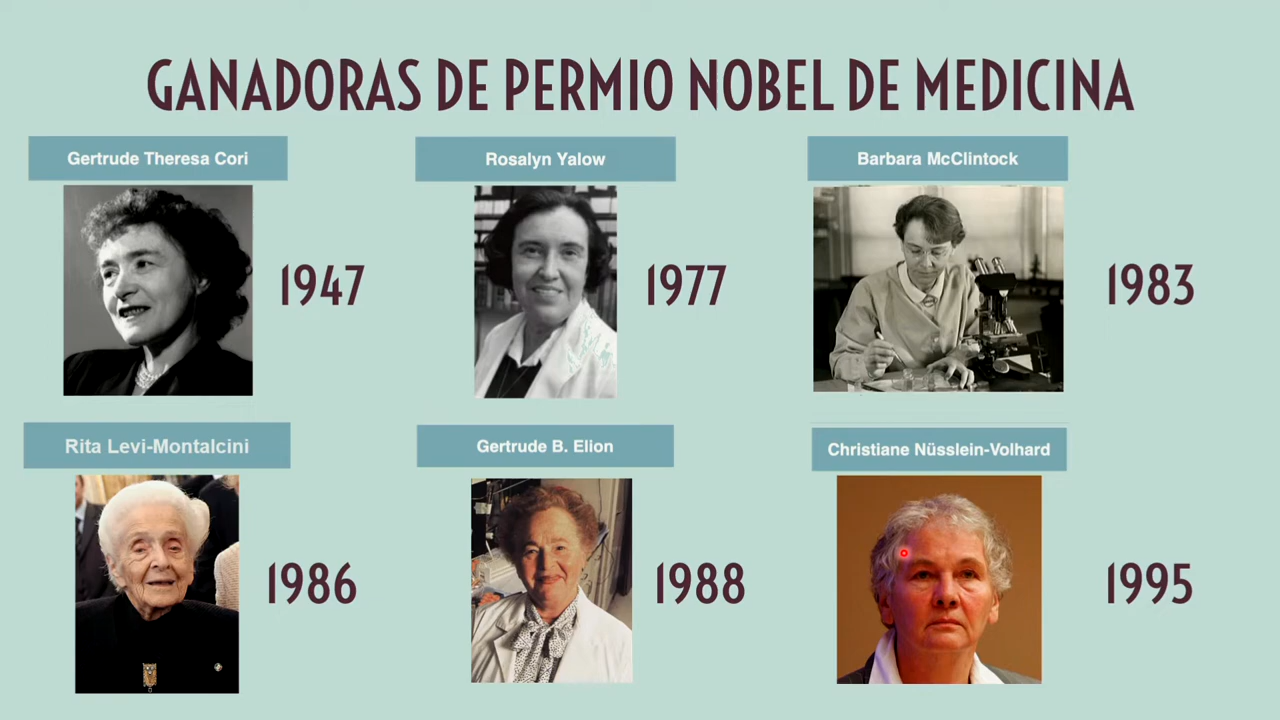 GANADORAS DE PERMIO NOBEL DE MEDICINA
Gertrude Theresa Cori
1947
Rosalyn Yalow
1977
Barbara McClintock
1983
Rita Levi-Montalcini
1986
Gertrude B. Elion
1988
Christiane Nüsslein-Volhard
1995